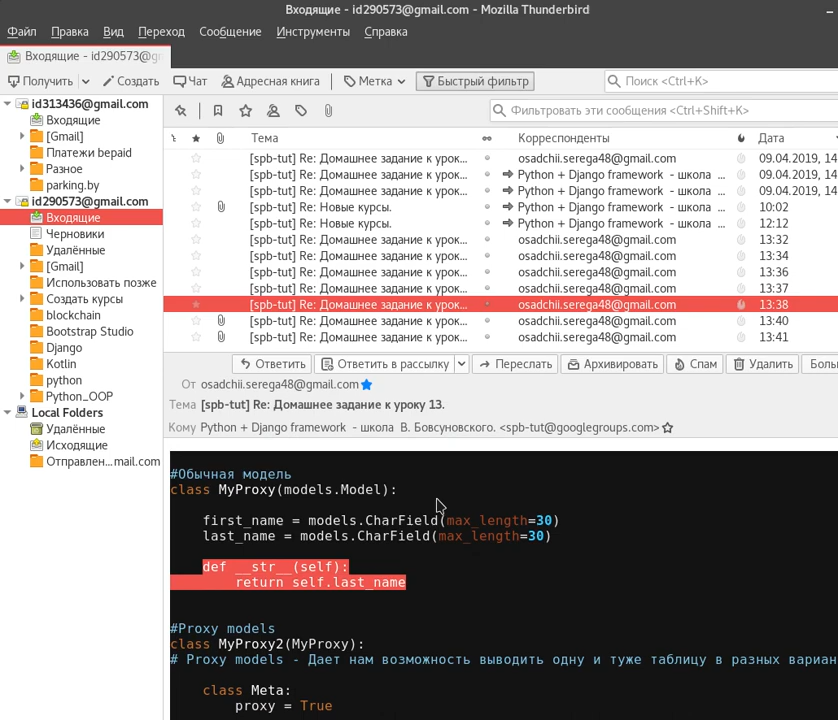 Входящие - id290573@gmail.com - Mozilla Thunderbird
Файл Правка Вид Переход Сообщение Инструменты Справка
Входящие - id290573@gm
Получить Создать Чат Адресная книга Метка Быстрый фильтр Поиск <Ctrl+K>
id313436@gmail.com
Входящие
[Gmail]
Платежи bepaid
Разное
parking.by
id290573@gmail.com
Входящие
Черновики
Удалённые
[Gmail]
Использовать позже
Создать курсы
blockchain
Bootstrap Studio
Django
Kotlin
python
Python_OOP
Local Folders
Удалённые
Исходящие
Отправлен...mail.com
Фильтровать эти сообщения <Ctrl+Shift+K>
Тема Корреспонденты Дата
[spb-tut] Re: Домашнее задание к урок... osadchii.serega48@gmail.com 09.04.2019, 14
[spb-tut] Re: Домашнее задание к урок... Python + Django framework - школа ... 09.04.2019, 14
[spb-tut] Re: Домашнее задание к урок... Python + Django framework - школа ... 09.04.2019, 14
[spb-tut] Re: Новые курсы. Python + Django framework - школа ... 10:02
[spb-tut] Re: Новые курсы. Python + Django framework - школа ... 12:12
[spb-tut] Re: Домашнее задание к урок... osadchii.serega48@gmail.com 13:32
[spb-tut] Re: Домашнее задание к урок... osadchii.serega48@gmail.com 13:34
[spb-tut] Re: Домашнее задание к урок... osadchii.serega48@gmail.com 13:36
[spb-tut] Re: Домашнее задание к урок... osadchii.serega48@gmail.com 13:37
[spb-tut] Re: Домашнее задание к урок... osadchii.serega48@gmail.com 13:38
[spb-tut] Re: Домашнее задание к урок... osadchii.serega48@gmail.com 13:40
[spb-tut] Re: Домашнее задание к урок... osadchii.serega48@gmail.com 13:41
Ответить Ответить в рассылку Переслать Архивировать Спам Удалить Боль
От osadchii.serega48@gmail.com
Тема [spb-tut] Re: Домашнее задание к уроку 13.
Кому Python + Django framework - школа В. Бовсуновского. <spb-tut@googlegroups.com>
#Обычная модель
class MyProxy(models.Model):
first_name = models.CharField(max_length=30)
last_name = models.CharField(max_length=30)
def __str__(self):
return self.last_name
#Proxy models
class MyProxy2(MyProxy):
# Proxy models - Дает нам возможность выводить одну и туже таблицу в разных вариан
class Meta:
proxy = True